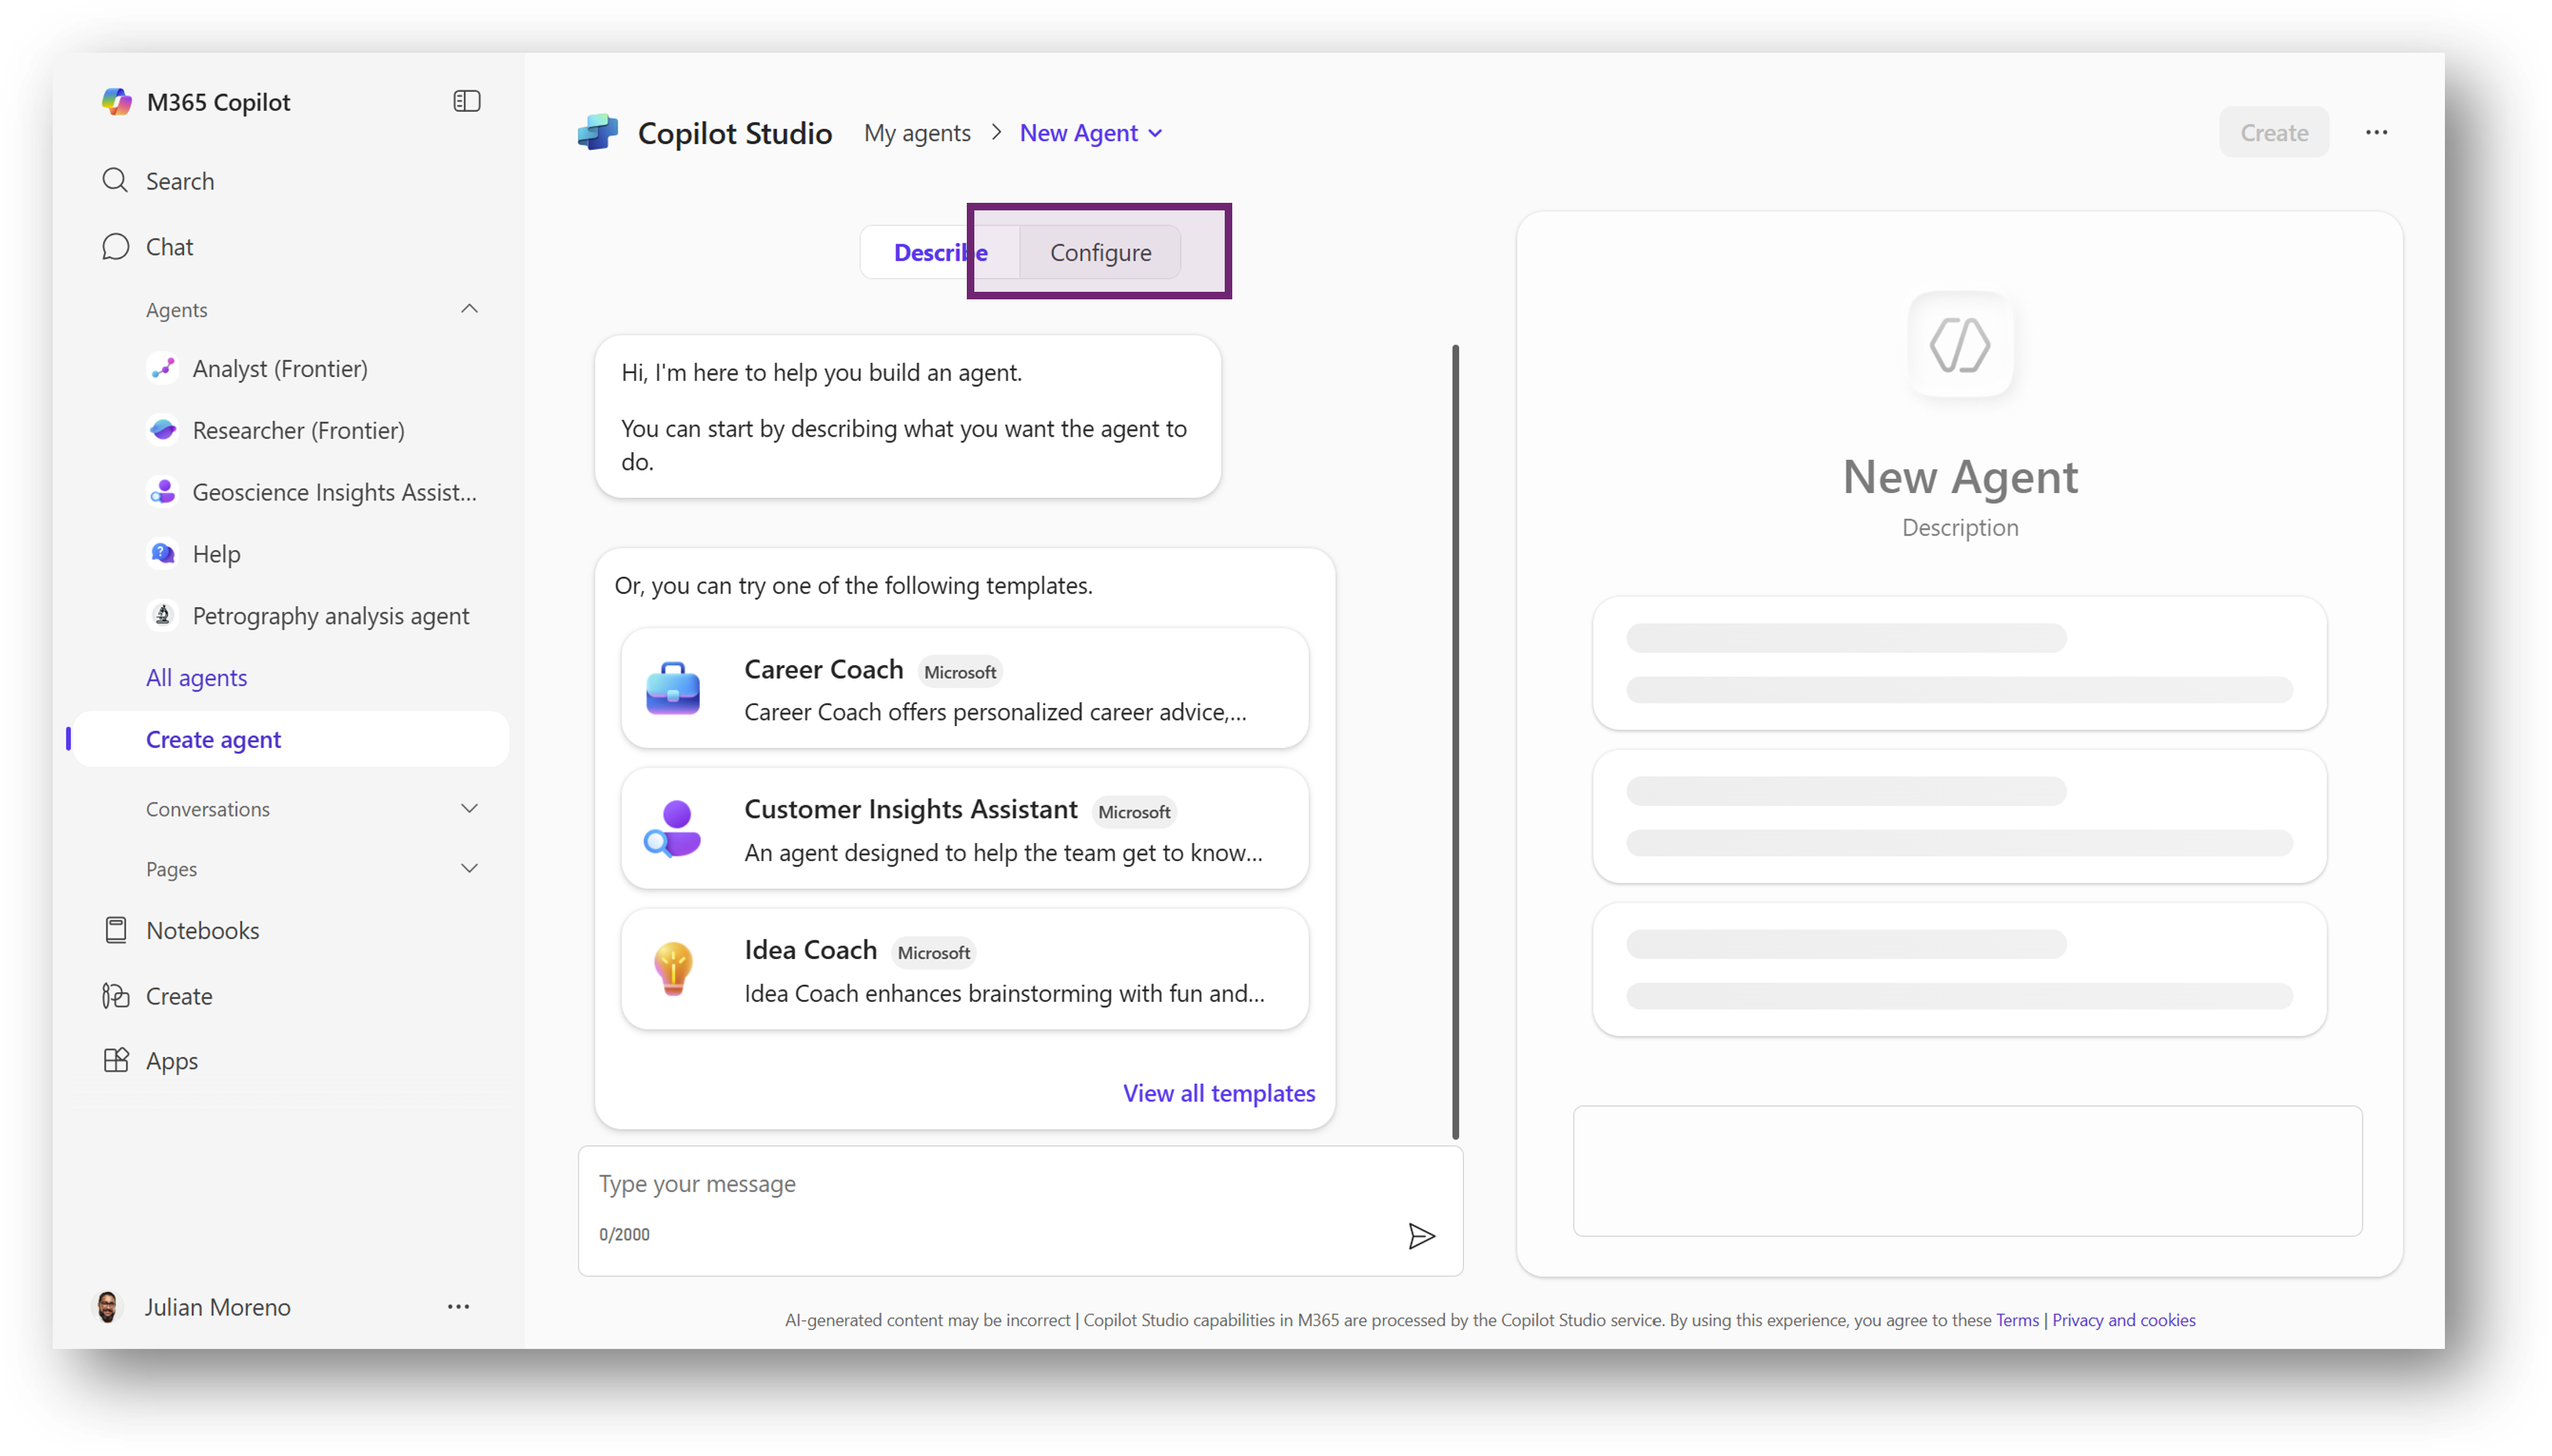 M365 Copilot
Search
Chat
Agents
Analyst (Frontier)
Researcher (Frontier)
Geoscience Insights Assist...
Help
Petrography analysis agent
All agents
Create agent
Conversations
Pages
Notebooks
Create
Apps
Julian Moreno
Copilot Studio
My agents
New Agent
Create
Describe
Configure
Hi, I'm here to help you build an agent.
You can start by describing what you want the agent to
do.
Or, you can try one of the following templates.
Career Coach Microsoft
Career Coach offers personalized career advice,...
Customer Insights Assistant Microsoft
An agent designed to help the team get to know...
Idea Coach Microsoft
Idea Coach enhances brainstorming with fun and...
View all templates
Type your message
0/2000
New Agent
Description
AI-generated content may be incorrect | Copilot Studio capabilities in M365 are processed by the Copilot Studio service. By using this experience, you agree to these Terms | Privacy and cookies